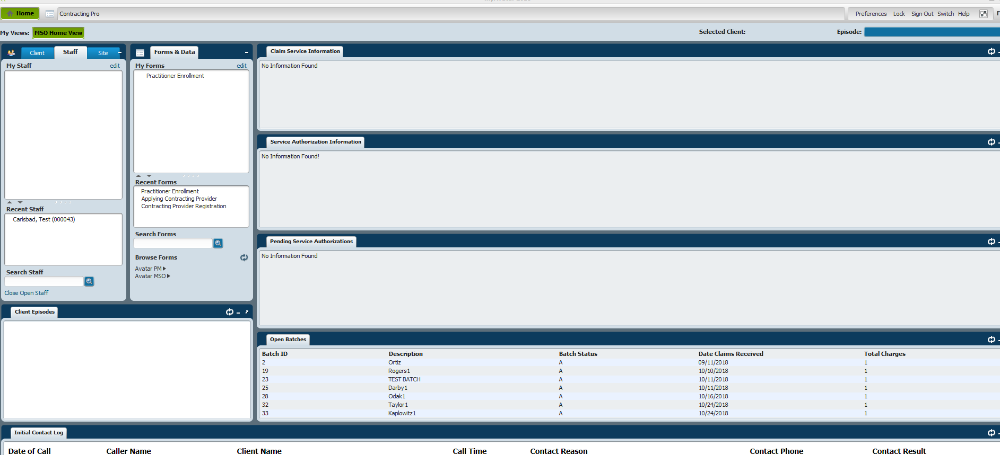 Home
Contracting Pro
Preferences Lock Sign Out Switch Help
My Views: MSO Home View
Selected Client:
Episode:
Client Staff Site
My Staff edit
Recent Staff
Carlsbad, Test (000043)
Search Staff
Close Open Staff
Forms & Data
My Forms edit
Practitioner Enrollment
Recent Forms
Practitioner Enrollment
Applying Contracting Provider
Contracting Provider Registration
Search Forms
Browse Forms
Avatar PM
Avatar MSO
Client Episodes
Claim Service Information
No Information Found
Service Authorization Information
No Information Found!
Pending Service Authorizations
No Information Found
Open Batches
Batch ID Description Batch Status Date Claims Received Total Charges
2 Ortiz A 09/11/2018 1
19 Rogers1 A 10/10/2018 1
23 TEST BATCH A 10/11/2018 1
25 Darby1 A 10/11/2018 1
28 Odak1 A 10/16/2018 1
32 Taylor1 A 10/24/2018 1
33 Kaplowitz1 A 10/24/2018 1
Initial Contact Log
Date of Call Caller Name Client Name Call Time Contact Reason Contact Phone Contact Result